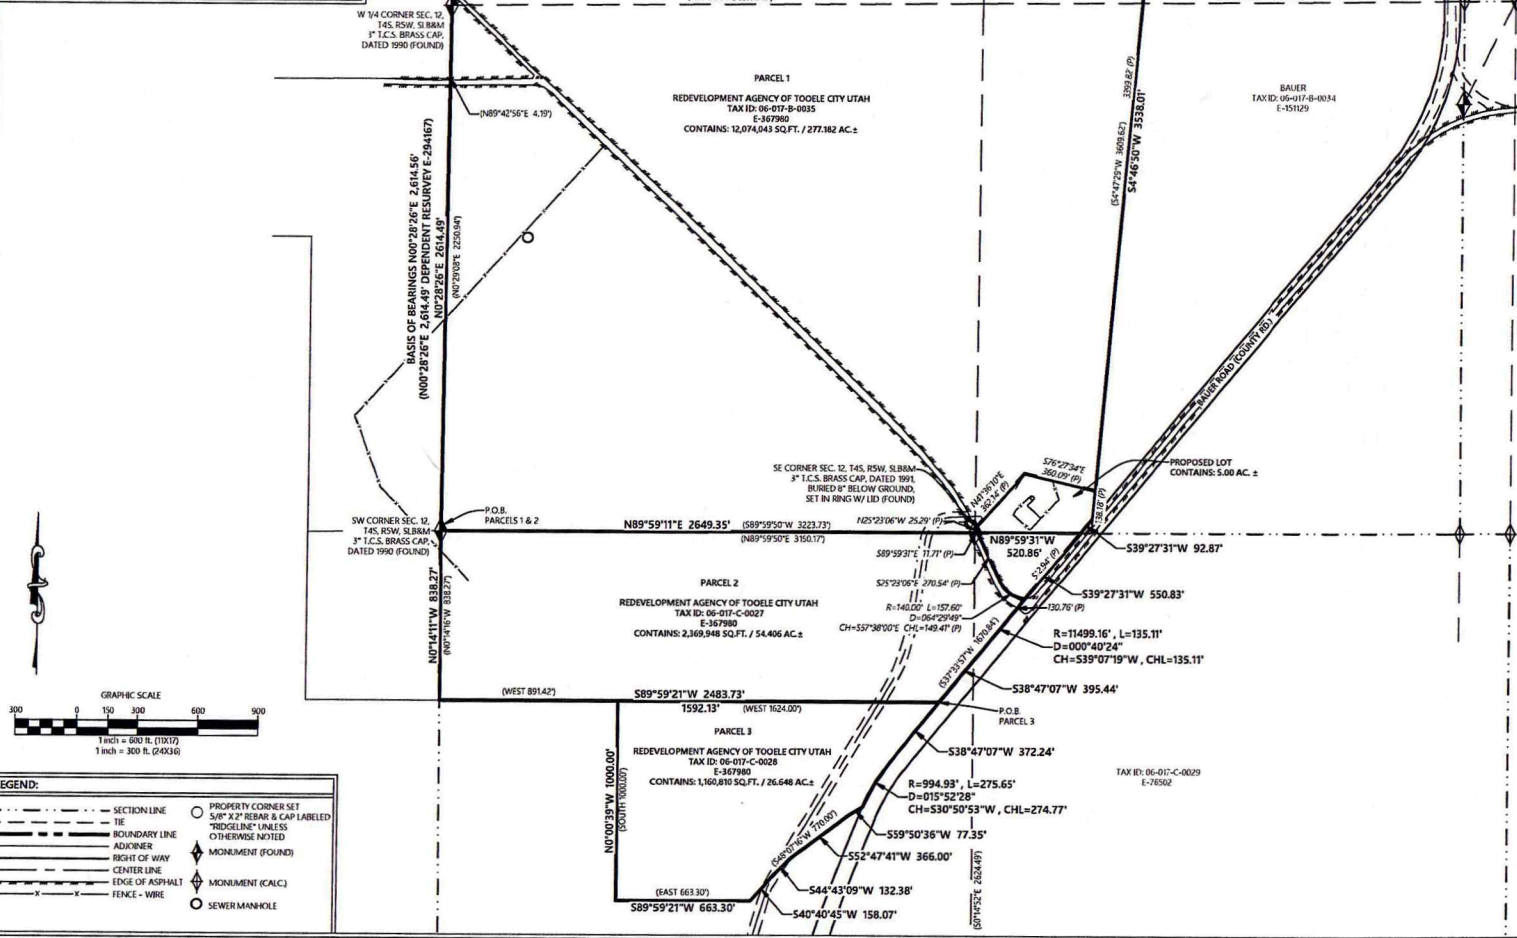 W 1/4 CORNER SEC. 12,
T4S, R5W, SLB&M
3" T.C.S. BRASS CAP,
DATED 1990 (FOUND)
(N89°42'56"E 4.19')
PARCEL 1
REDEVELOPMENT AGENCY OF TOOELE CITY UTAH
TAX ID: 06-017-B-0035
E-367980
CONTAINS: 12,074,043 SQ.FT. / 277.182 AC.±
3399.82' (P)
(S4°47'29"W 3609.62')
S4°46'50"W 3538.01'
BAUER
TAX ID: 06-017-B-0034
E-151129
BASIS OF BEARINGS N00°28'26"E 2,614.56'
(N00°28'26"E 2,614.49' DEPENDENT RESURVEY E-294167)
N0°28'26"E 2614.49'
(N0°29'08"E 2250.94')
BAUER ROAD (COUNTY RD.)
SE CORNER SEC. 12, T4S, R5W, SLB&M
3" T.C.S. BRASS CAP, DATED 1991,
BURIED 8" BELOW GROUND,
SET IN RING W/ LID (FOUND)
N41°36'10"E
362.14' (P)
S76°27'34"E
360.09' (P)
PROPOSED LOT
CONTAINS: 5.00 AC. ±
138.18' (P)
P.O.B.
PARCELS 1 & 2
SW CORNER SEC. 12,
T4S, R5W, SLB&M
3" T.C.S. BRASS CAP,
DATED 1990 (FOUND)
N89°59'11"E 2649.35'
(S89°59'50"W 3223.73')
(N89°59'50"E 3150.17')
N25°23'06"W 25.29' (P)
S89°59'31"E 11.71' (P)
N89°59'31"W
520.86'
S39°27'31"W 92.87'
S25°23'06"E 270.54' (P)
512.94' (P)
S39°27'31"W 550.83'
R=140.00' L=157.60'
D=064°29'49"
CH=S57°38'00"E CHL=149.41' (P)
130.76' (P)
PARCEL 2
REDEVELOPMENT AGENCY OF TOOELE CITY UTAH
TAX ID: 06-017-C-0027
E-367980
CONTAINS: 2,369,948 SQ.FT. / 54.406 AC.±
N0°14'11"W 838.27'
(N0°14'16"W 838.27')
(S37°33'57"W 1670.84')
R=11499.16', L=135.11'
D=000°40'24"
CH=S39°07'19"W, CHL=135.11'
S38°47'07"W 395.44'
(WEST 891.42')
S89°59'21"W 2483.73'
1592.13'
(WEST 1624.00')
P.O.B.
PARCEL 3
PARCEL 3
REDEVELOPMENT AGENCY OF TOOELE CITY UTAH
TAX ID: 06-017-C-0028
E-367980
CONTAINS: 1,160,810 SQ.FT. / 26.648 AC.±
N0°00'39"W 1000.00'
(SOUTH 1000.00')
S38°47'07"W 372.24'
TAX ID: 06-017-C-0029
E-76502
R=994.93', L=275.65'
D=015°52'28"
CH=S30°50'53"W, CHL=274.77'
S59°50'36"W 77.35'
(S48°07'16"W 770.00')
S52°47'41"W 366.00'
S44°43'09"W 132.38'
S40°40'45"W 158.07'
(EAST 663.30')
S89°59'21"W 663.30'
(S0°14'52"E 2624.49')
GRAPHIC SCALE
300 0 150 300 600 900
1 inch = 600 ft. (11X17)
1 inch = 300 ft. (24X36)
EGEND:
SECTION LINE
TIE
BOUNDARY LINE
ADJOINER
RIGHT OF WAY
CENTER LINE
EDGE OF ASPHALT
FENCE - WIRE
PROPERTY CORNER SET
5/8" X 2" REBAR & CAP LABELED
"RIDGELINE" UNLESS
OTHERWISE NOTED
MONUMENT (FOUND)
MONUMENT (CALC.)
SEWER MANHOLE